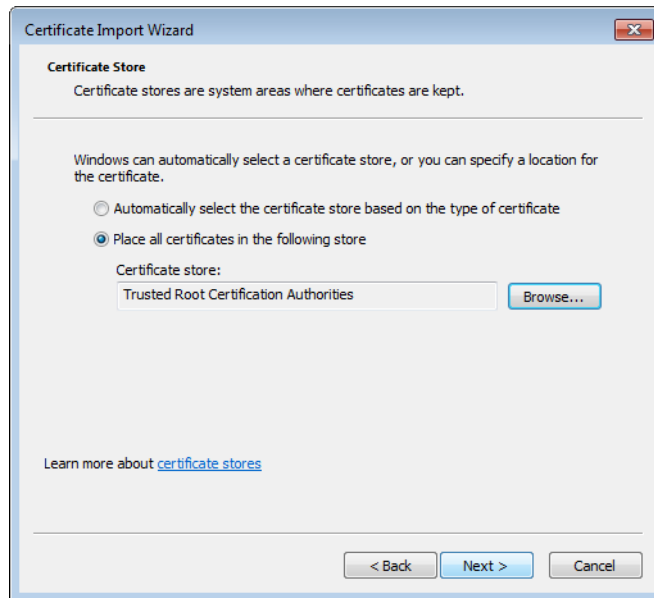 Certificate Import Wizard
Certificate Store
Certificate stores are system areas where certificates are kept.
Windows can automatically select a certificate store, or you can specify a location for
the certificate.
Automatically select the certificate store based on the type of certificate
Place all certificates in the following store
Certificate store:
Trusted Root Certification Authorities
Browse...
Learn more about certificate stores
< Back
Next >
Cancel